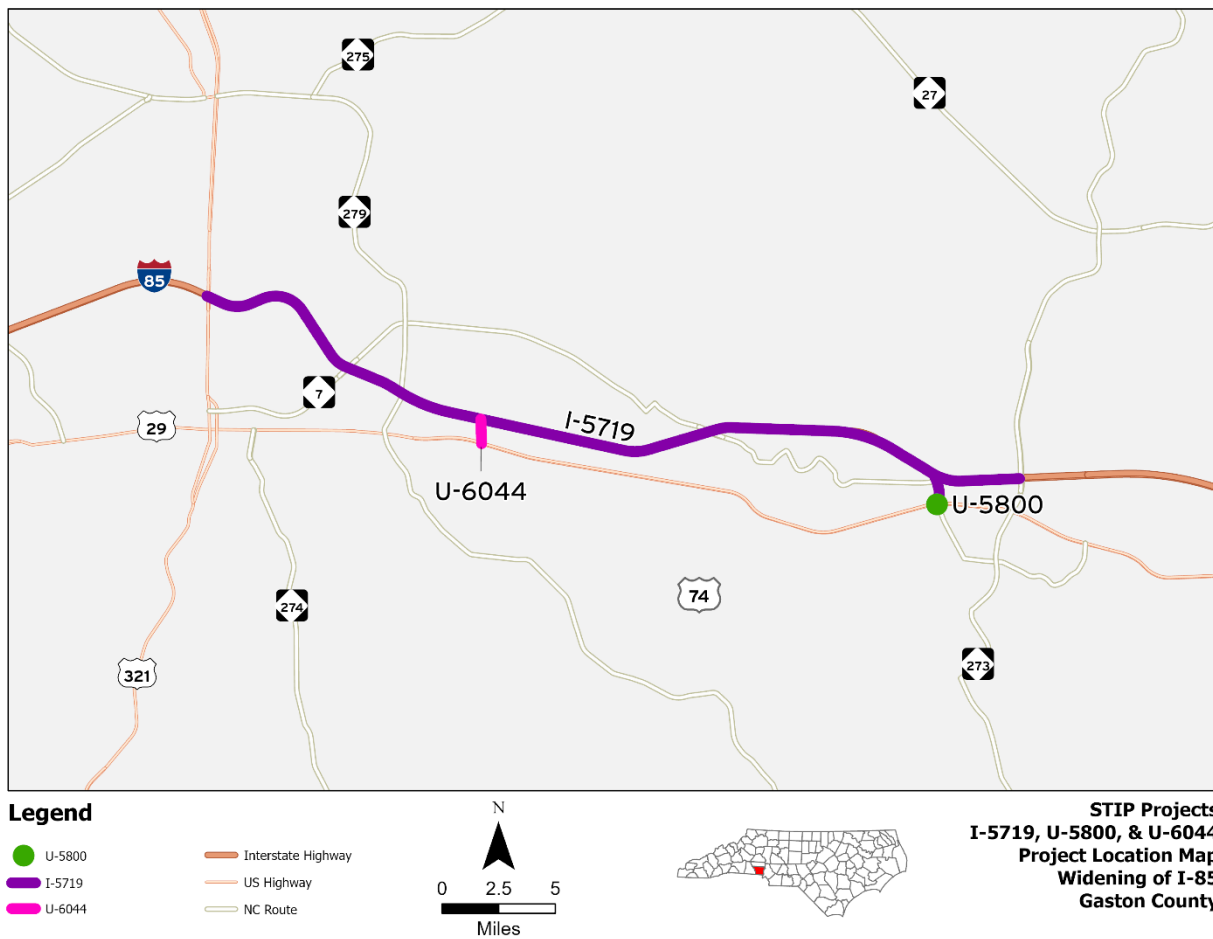 275
27
279
85
7
29
I-5719
U-6044
U-5800
74
274
321
273
Legend
U-5800
I-5719
U-6044
Interstate Highway
US Highway
NC Route
N
0 2.5 5
Miles
STIP Projects
I-5719, U-5800, & U-6044
Project Location Map
Widening of I-85
Gaston County